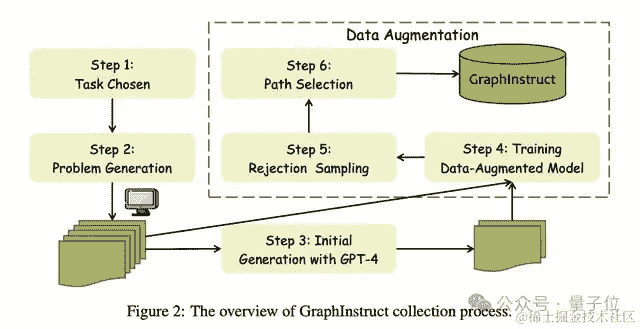 Data Augmentation
Step 1:
Task Chosen
Step 6:
Path Selection
GraphInstruct
Step 2:
Problem Generation
Step 5:
Rejection Sampling
Step 4: Training
Data-Augmented Model
Step 3: Initial
Generation with GPT-4
Figure 2: The overview of GraphInstruct collection process.
公众号 · 量子位
@稀土掘金技术社区